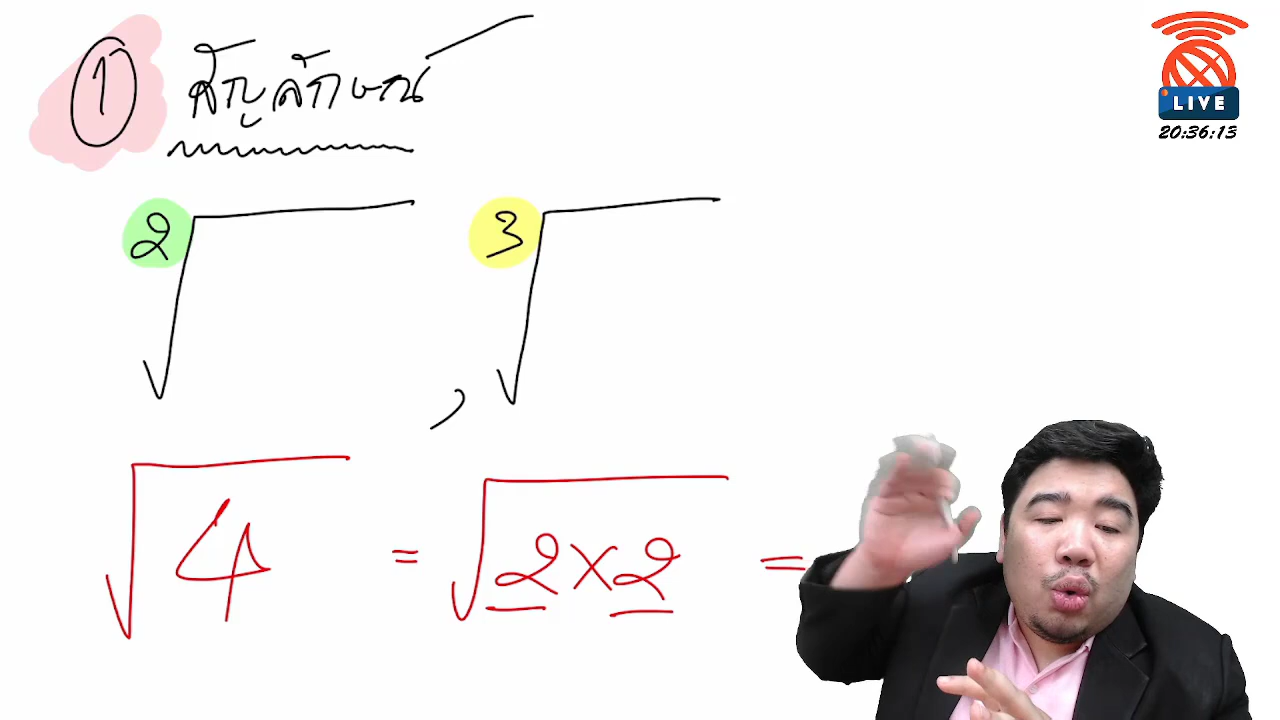 ① สัญลักษณ์
LIVE
20:36:13
²√ , ³√
√4 = √2×2 =